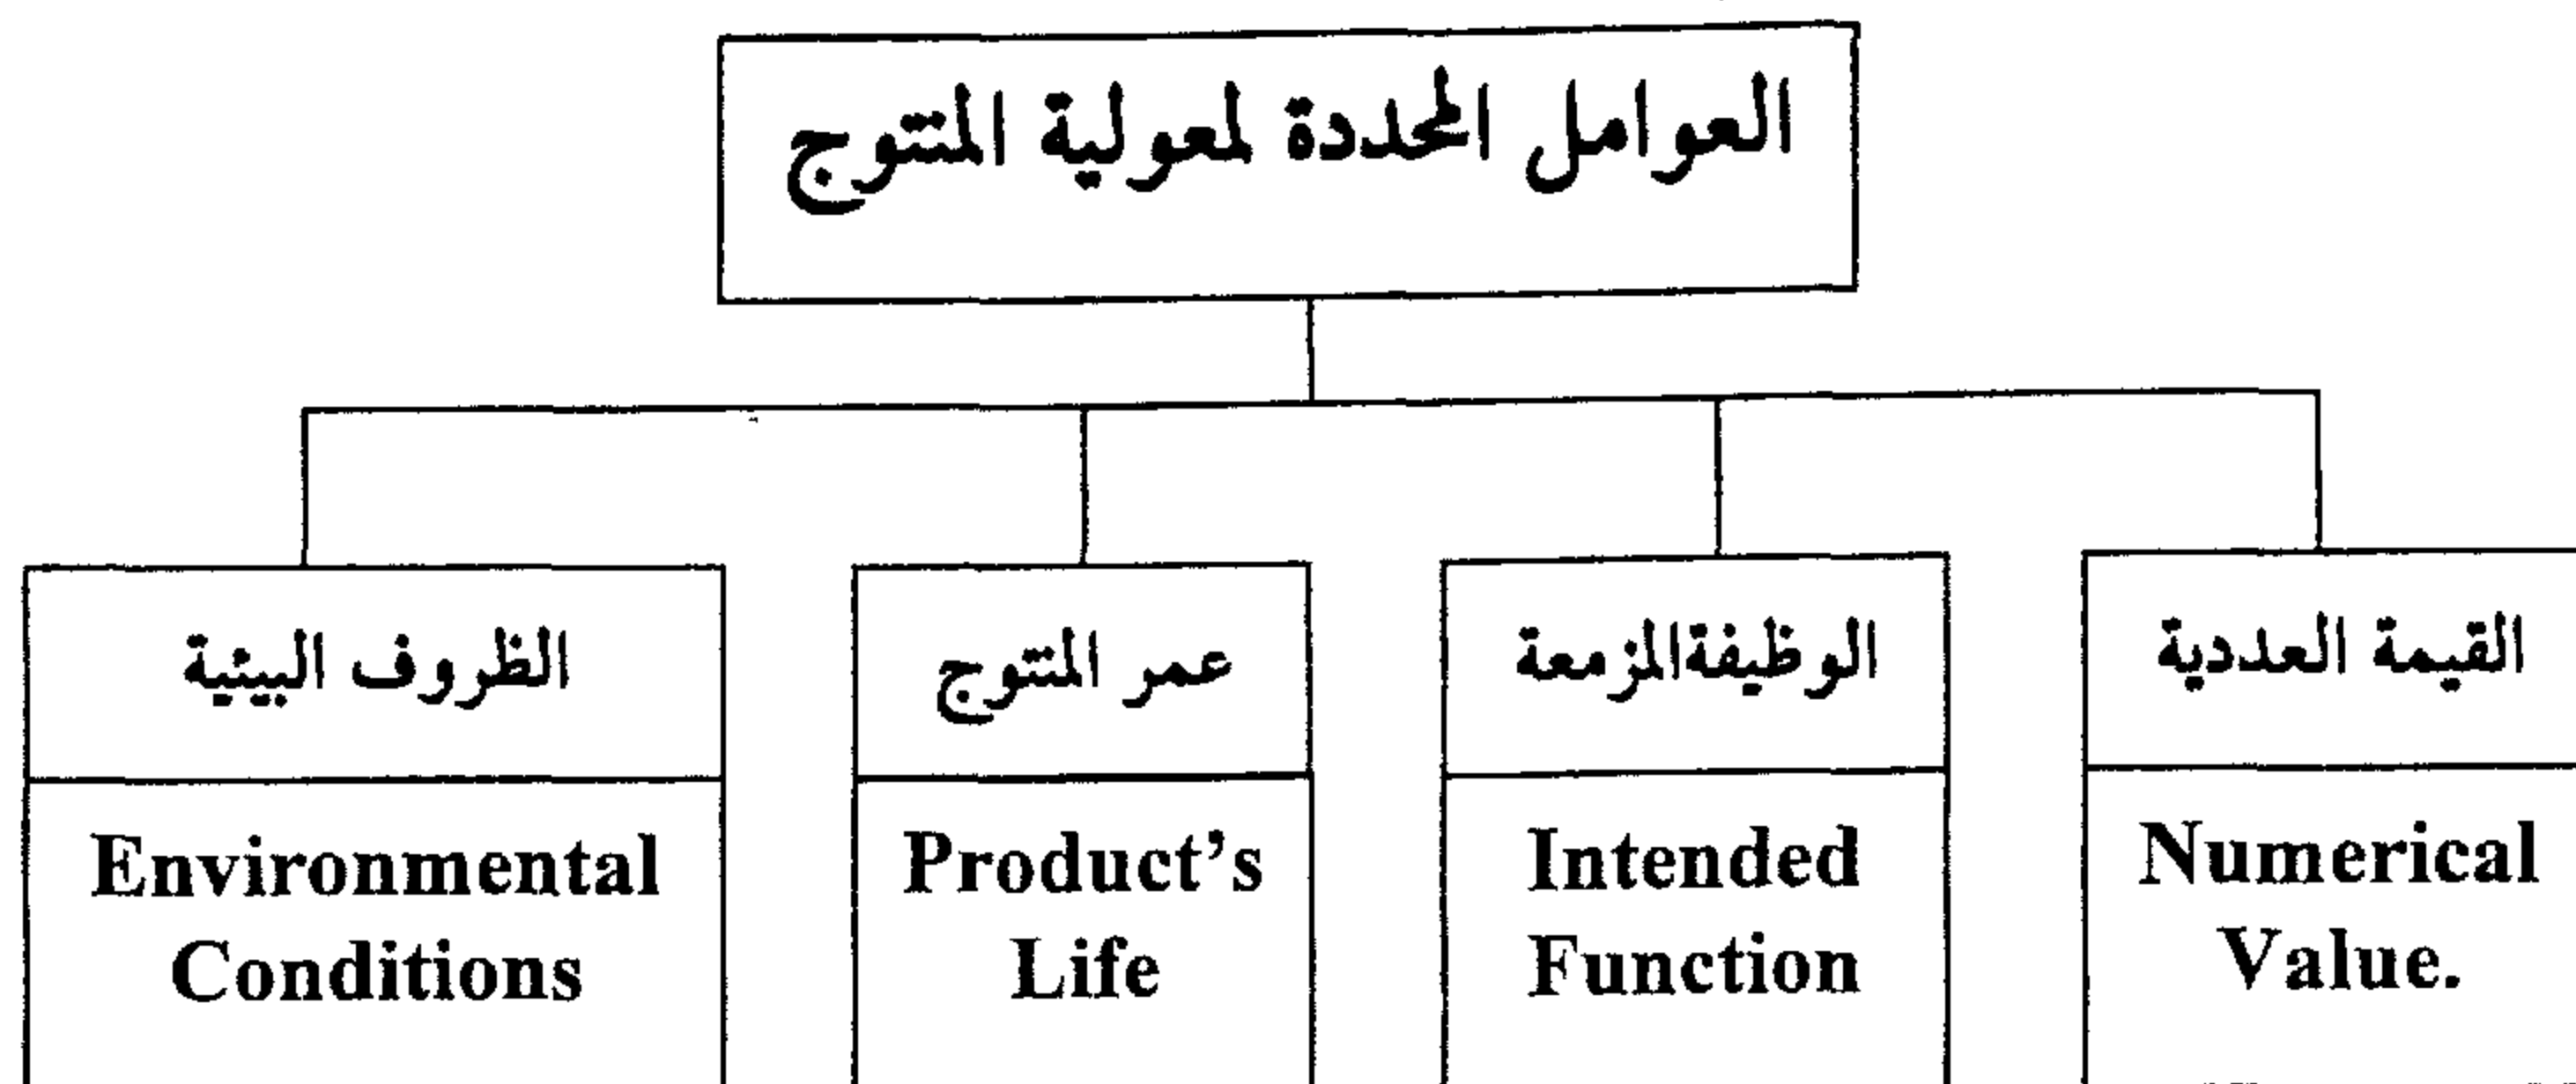 العوامل المحددة لمعولية المنتوج
القيمة العددية
Numerical
Value.
الوظيفةالمزمعة
Intended
Function
عمر المنتوج
Product’s
Life
الظروف البيئية
Environmental
Conditions